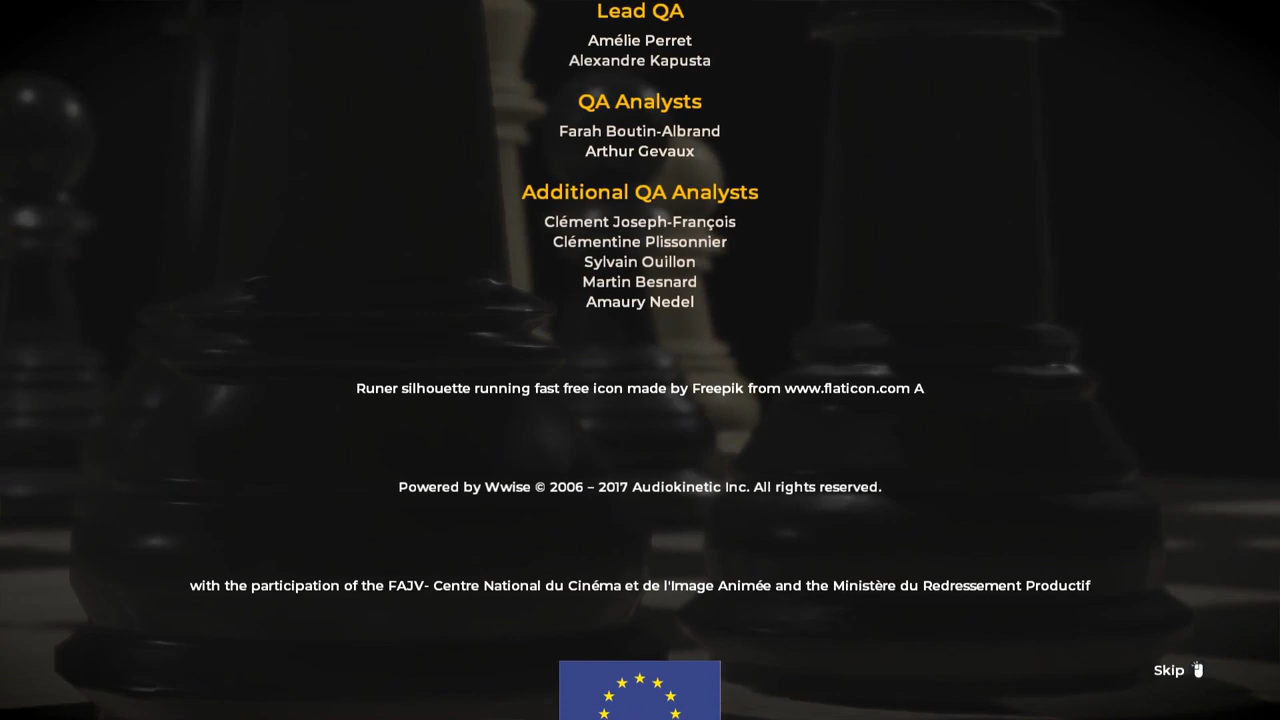 Lead QA
Amélie Perret
Alexandre Kapusta
QA Analysts
Farah Boutin-Albrand
Arthur Gevaux
Additional QA Analysts
Clément Joseph-François
Clémentine Plissonnier
Sylvain Ouillon
Martin Besnard
Amaury Nedel
Runer silhouette running fast free icon made by Freepik from www.flaticon.com A
Powered by Wwise © 2006 – 2017 Audiokinetic Inc. All rights reserved.
with the participation of the FAJV- Centre National du Cinéma et de l'Image Animée and the Ministère du Redressement Productif
Skip